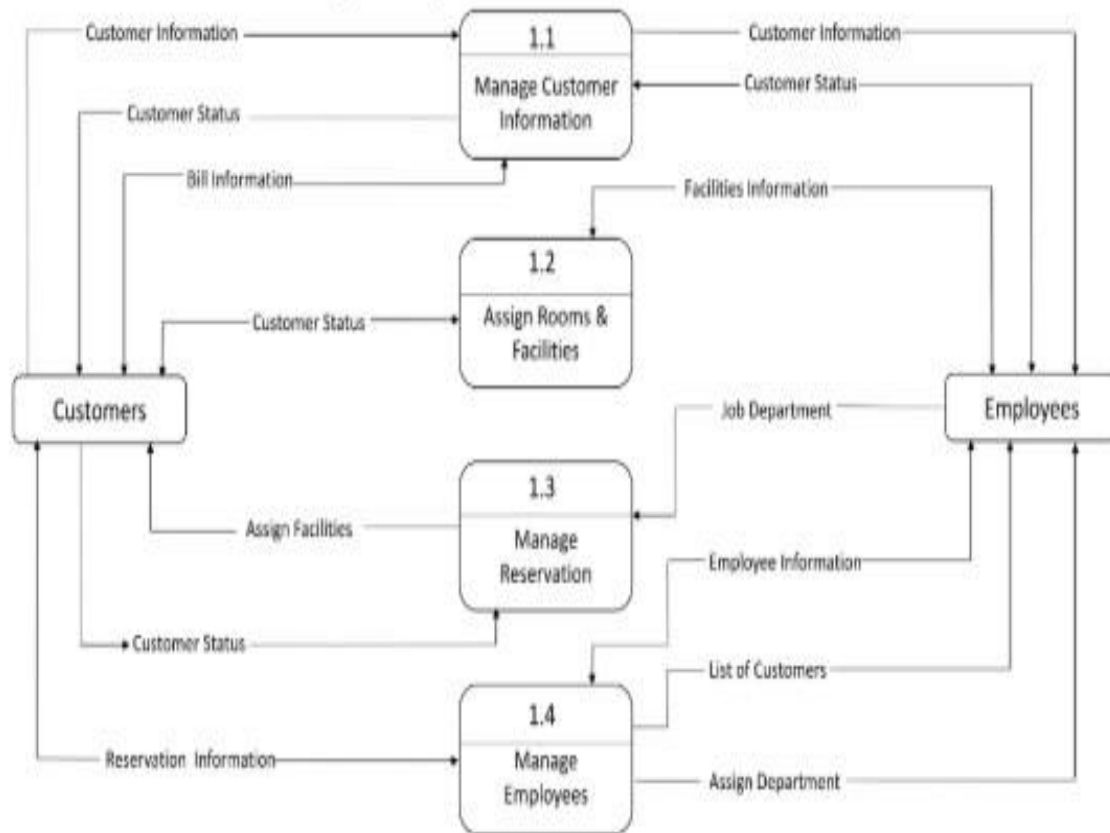 Customer Information
1.1
Customer Information
Manage Customer
Information
Customer Status
Customer Status
Bill Information
Facilities Information
1.2
Assign Rooms &
Facilities
Customer Status
Customers
Job Department
Employees
1.3
Manage
Reservation
Assign Facilities
Employee Information
Customer Status
List of Customers
1.4
Manage
Employees
Reservation Information
Assign Department